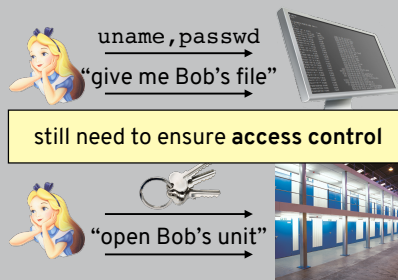 uname,passwd
“give me Bob’s file”
still need to ensure access control
“open Bob’s unit”